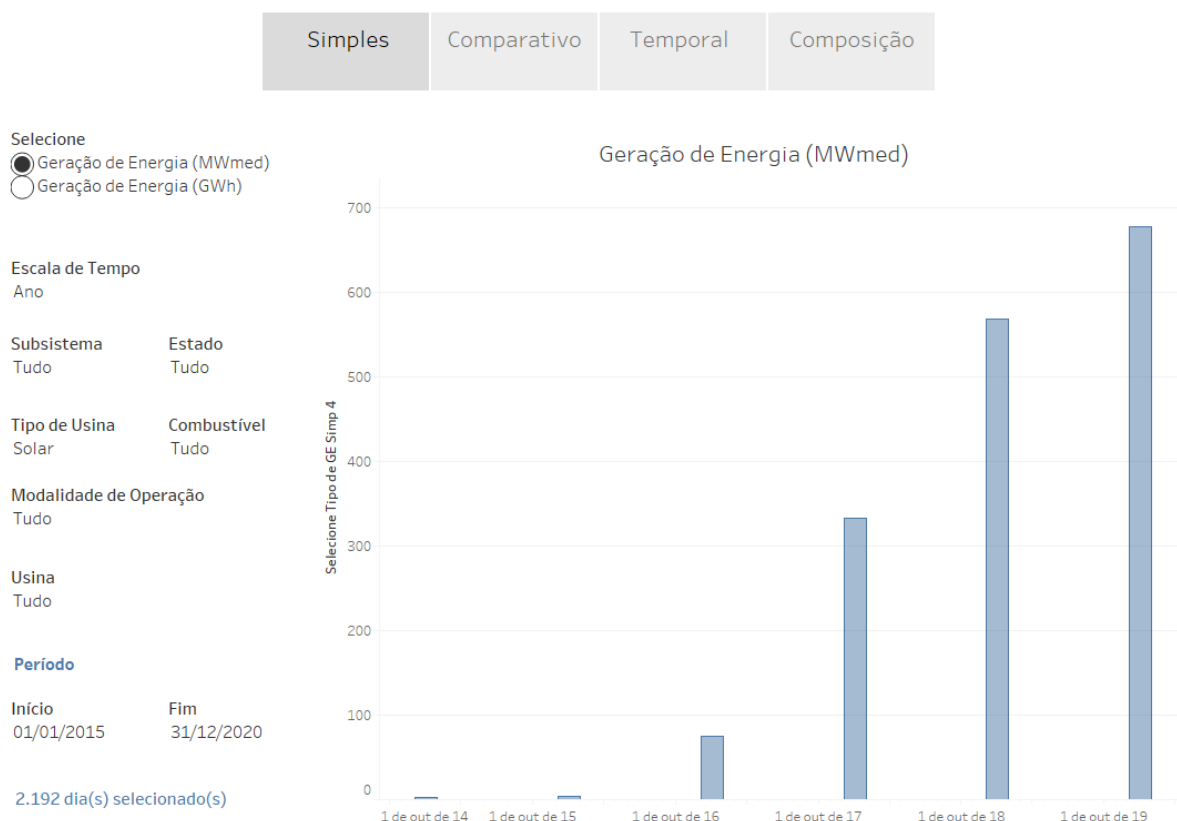 Simples Comparativo Temporal Composição
Selecione
Geração de Energia (MWmed)
Geração de Energia (GWh)
Escala de Tempo
Ano
Subsistema Estado
Tudo Tudo
Tipo de Usina Combustível
Solar Tudo
Modalidade de Operação
Tudo
Usina
Tudo
Período
Início Fim
01/01/2015 31/12/2020
2.192 dia(s) selecionado(s)
Geração de Energia (MWmed)
Selecione Tipo de GE Simp 4
700
600
500
400
300
200
100
0
1 de out de 14 1 de out de 15 1 de out de 16 1 de out de 17 1 de out de 18 1 de out de 19